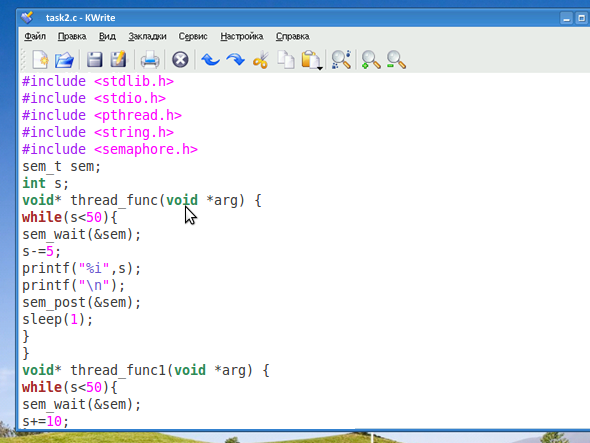 task2.c - KWrite
Файл Правка Вид Закладки Сервис Настройка Справка
#include <stdlib.h>
#include <stdio.h>
#include <pthread.h>
#include <string.h>
#include <semaphore.h>
sem_t sem;
int s;
void* thread_func(void *arg) {
while(s<50){
sem_wait(&sem);
s-=5;
printf("%i",s);
printf("\n");
sem_post(&sem);
sleep(1);
}
}
void* thread_func1(void *arg) {
while(s<50){
sem_wait(&sem);
s+=10;